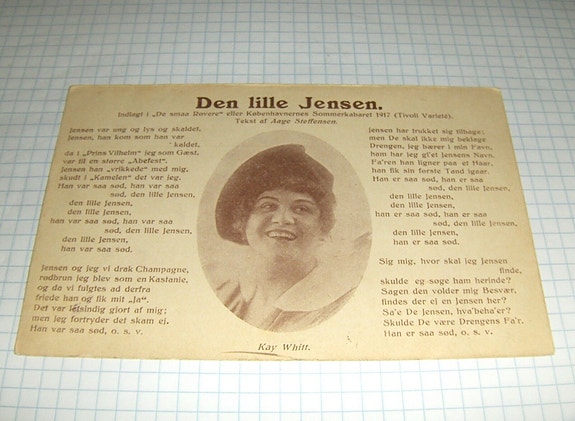 Den lille Jensen.
Indlagt i „De smaa Røvere“ eller Københavnernes Sommerkabaret 1917 (Tivoli Varieté).
Tekst af Aage Steffensen.
Jensen var ung og lys og skaldet,
Jensen, han kom som han var
kaldet,
da i „Prins Vilhelm“ jeg som Gæst,
var til en større „Abefest“.
Jensen han „vrikkede“ med mig,
skudt i „Kamelen“ det var jeg.
Han var saa sød, han var saa
sød, den lille Jensen,
den lille Jensen,
den lille Jensen,
han var saa sød, han var saa
sød, den lille Jensen,
den lille Jensen,
han var saa sød.
Jensen og jeg vi drak Champagne,
rødbrun jeg blev som en Kastanie,
og da vi fulgtes ad derfra
friede han og fik mit „Ja“.
Det var letsindig gjort af mig;
men jeg fortryder det skam ej.
Han var saa sød, o. s. v.
Jensen har trukket sig tilbage;
men De skal ikke mig beklage
Drengen, jeg bærer i min Favn,
ham har jeg gi'et Jensens Navn.
Fa'ren han ligner paa et Haar,
han fik sin første Tand igaar.
Han er saa sød, han er saa
sød, den lille Jensen,
den lille Jensen,
den lille Jensen,
han er saa sød, han er saa
sød, den lille Jensen,
den lille Jensen,
han er saa sød.
Sig mig, hvor skal jeg Jensen
finde,
skulde eg søge ham herinde?
Sagen den volder mig Besvær,
findes der ej en Jensen her?
Sa'e De Jensen, hva'beha'er?
Skulde De være Drengens Fa'r.
Han er saa sød, o. s. v.
Kay Whitt.